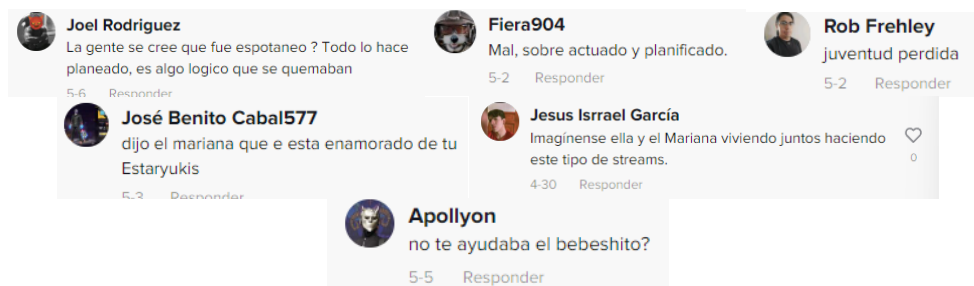 Joel Rodriguez
La gente se cree que fue espotaneo ? Todo lo hace
planeado, es algo logico que se quemaban
5-6 Responder
Fiera904
Mal, sobre actuado y planificado.
5-2 Responder
Rob Frehley
juventud perdida
5-2 Responder
José Benito Cabal577
dijo el mariana que e esta enamorado de tu
Estaryukis
5-3 Responder
Jesus Isrrael García
Imagínense ella y el Mariana viviendo juntos haciendo
este tipo de streams.
4-30 Responder
0
Apollyon
no te ayudaba el bebeshito?
5-5 Responder